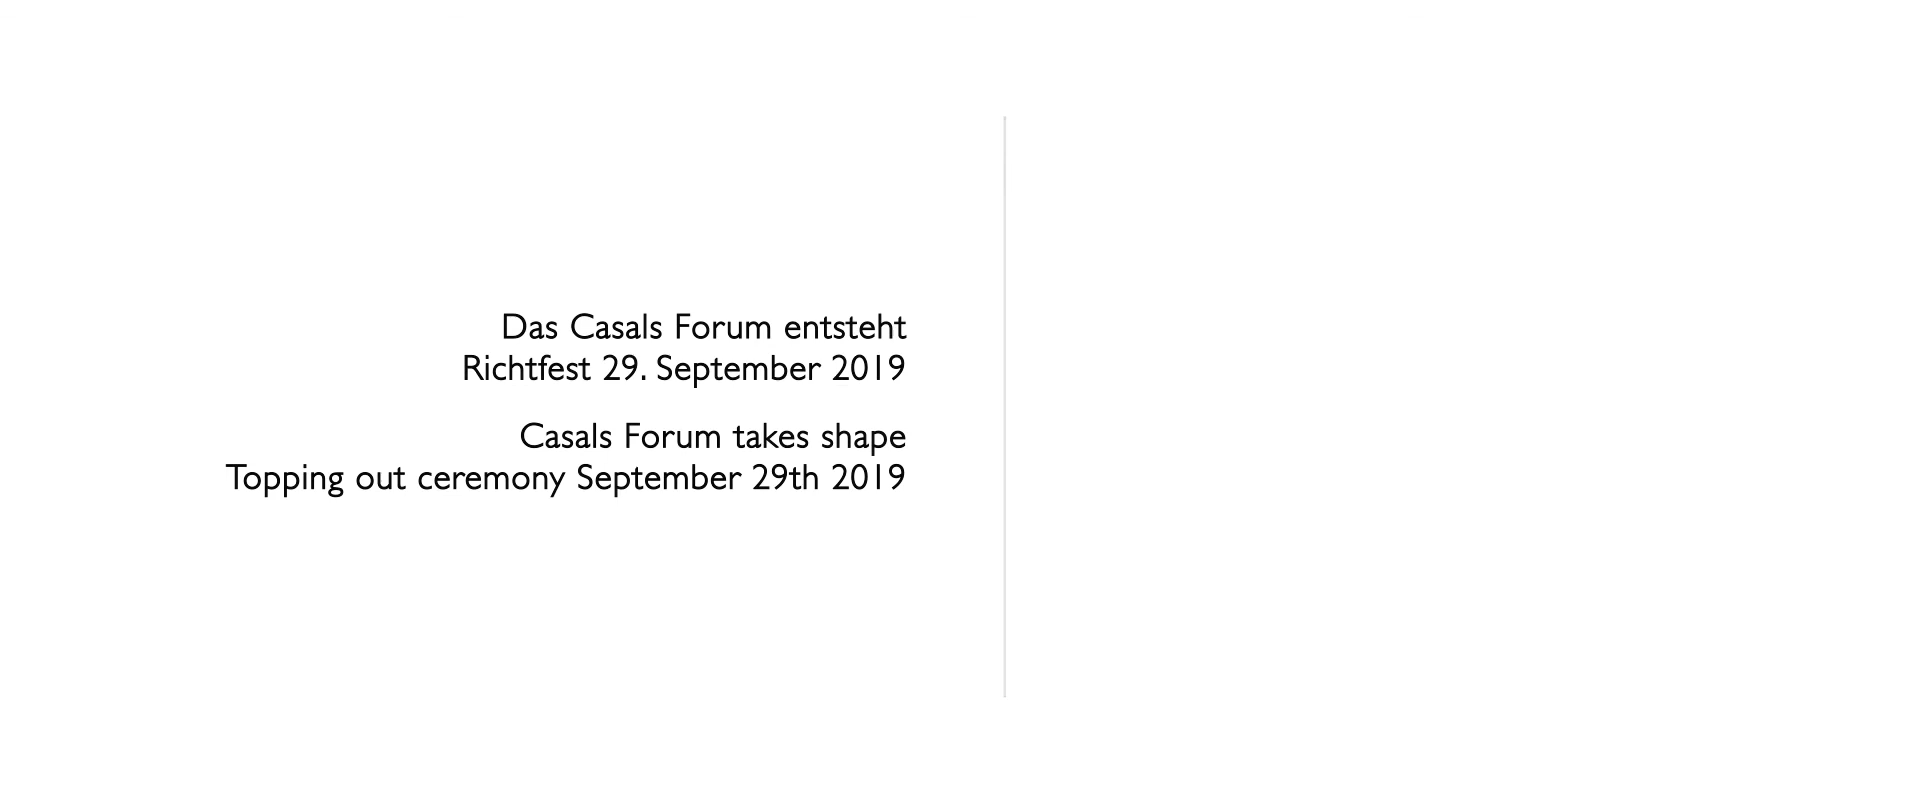 Das Casals Forum entsteht
Richtfest 29. September 2019
Casals Forum takes shape
Topping out ceremony September 29th 2019